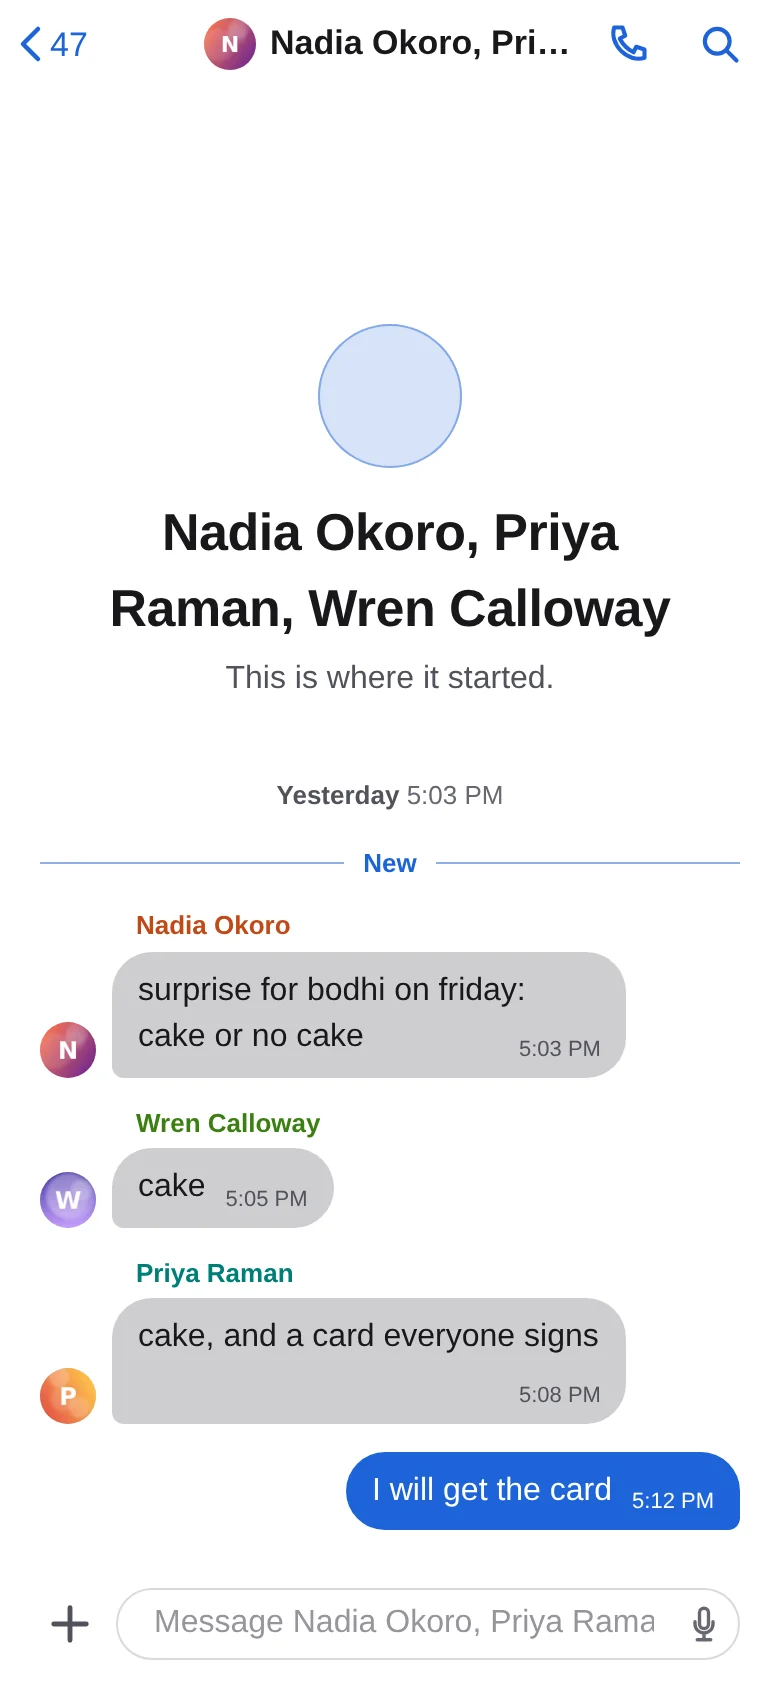 47
N
Nadia Okoro, Pri...
Nadia Okoro, Priya
Raman, Wren Calloway
This is where it started.
Yesterday 5:03 PM
New
Nadia Okoro
surprise for bodhi on friday:
cake or no cake
5:03 PM
N
Wren Calloway
cake 5:05 PM
W
Priya Raman
cake, and a card everyone signs
5:08 PM
P
I will get the card 5:12 PM
Message Nadia Okoro, Priya Rama